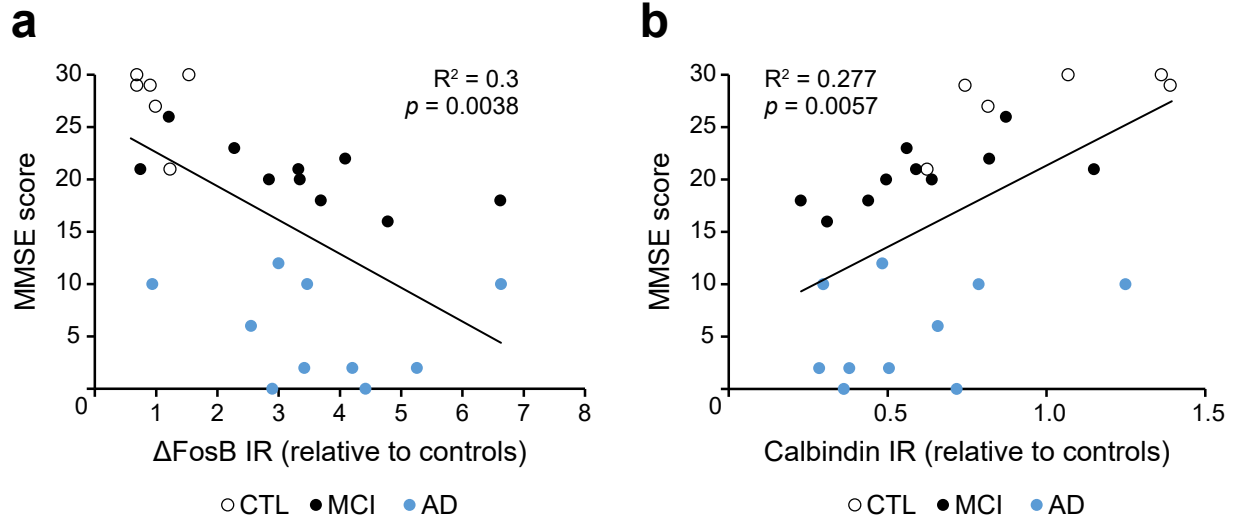 a
R² = 0.3
p = 0.0038
30
25
20
15
10
5
0
1 2 3 4 5 6 7 8
MMSE score
ΔFosB IR (relative to controls)
CTL MCI AD
b
R² = 0.277
p = 0.0057
30
25
20
15
10
5
0
0.5 1.0 1.5
MMSE score
Calbindin IR (relative to controls)
CTL MCI AD